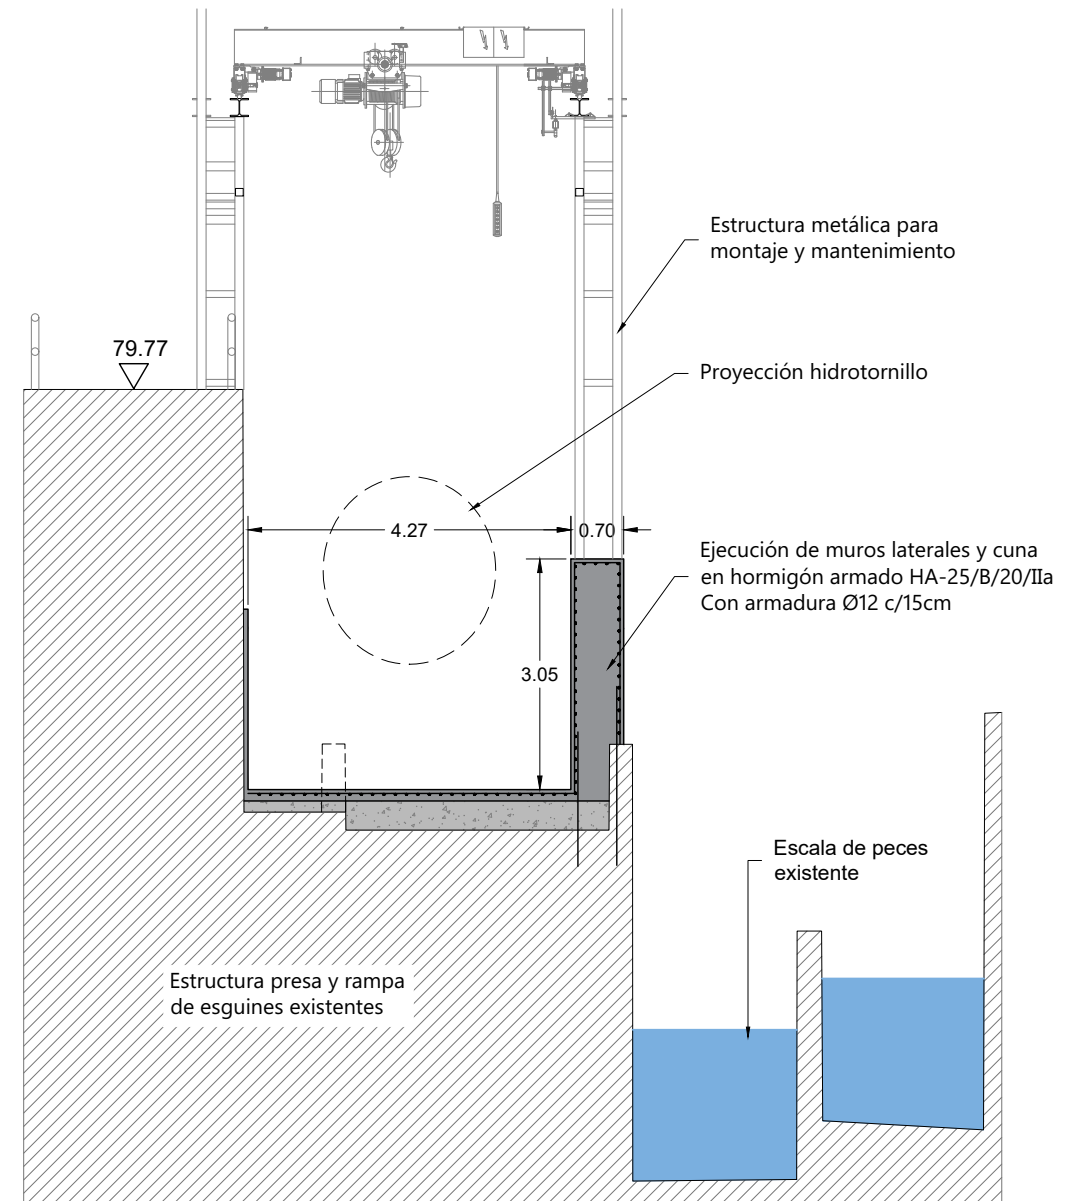 Estructura metálica para
montaje y mantenimiento
79.77
Proyección hidrotornillo
4.27
0.70
Ejecución de muros laterales y cuna
en hormigón armado HA-25/B/20/IIa
Con armadura Ø12 c/15cm
3.05
Escala de peces
existente
Estructura presa y rampa
de esguines existentes